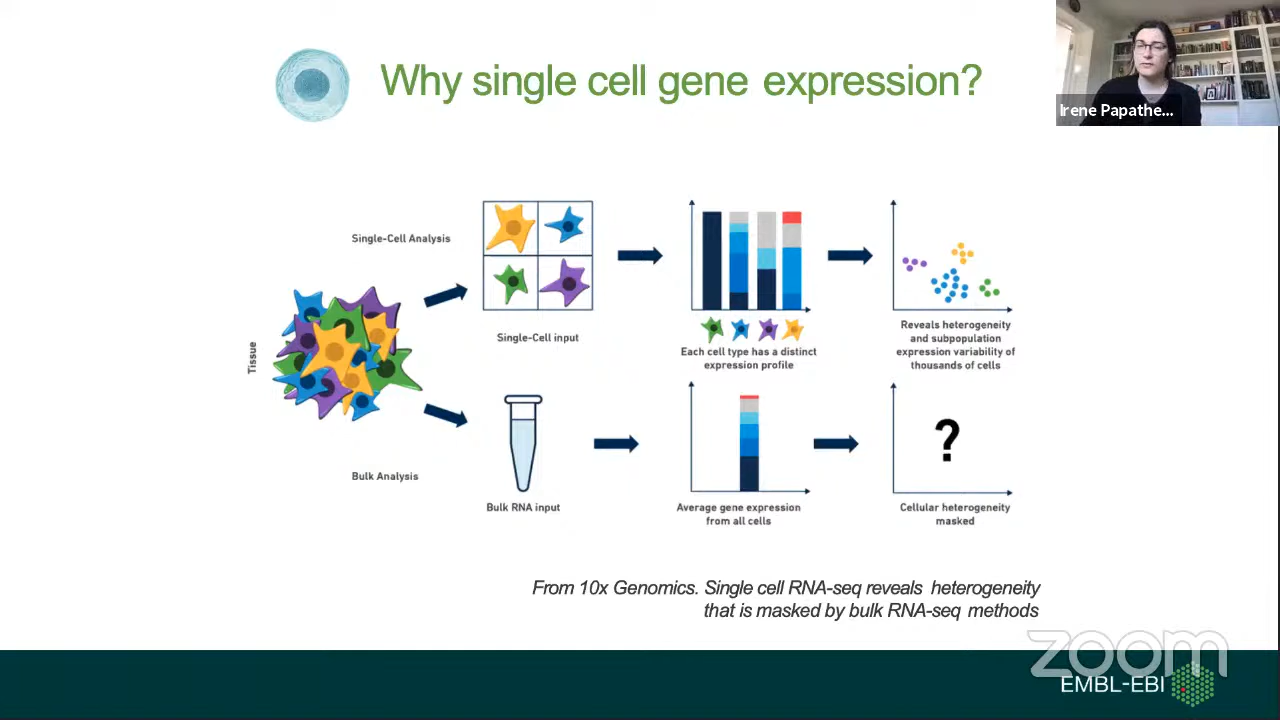 Why single cell gene expression?
Irene Papathe...
Single-Cell Analysis
Single-Cell input
Each cell type has a distinct
expression profile
Reveals heterogeneity
and subpopulation
expression variability of
thousands of cells
Tissue
Bulk Analysis
Bulk RNA input
Average gene expression
from all cells
?
Cellular heterogeneity
masked
From 10x Genomics. Single cell RNA-seq reveals heterogeneity
that is masked by bulk RNA-seq methods
zoom
EMBL-EBI